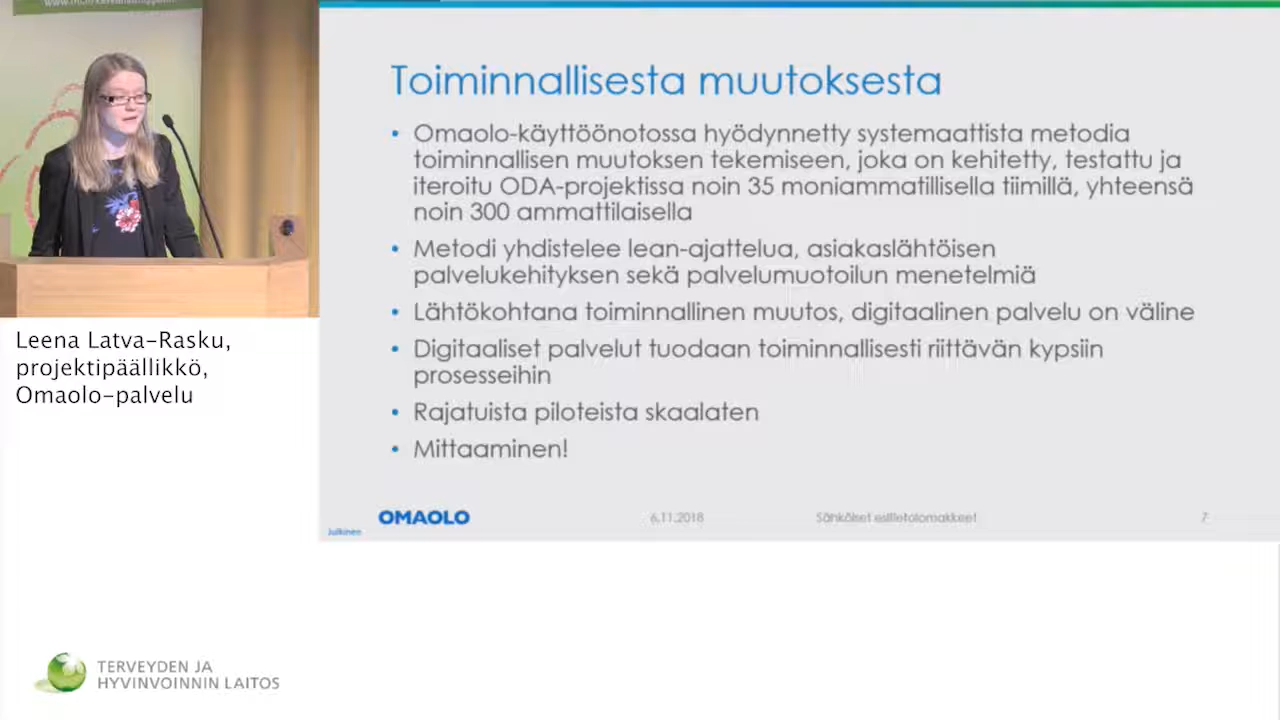 Toiminnallisesta muutoksesta
• Omaolo-käyttöönotossa hyödynnetty systemaattista metodia
toiminnallisen muutoksen tekemiseen, joka on kehitetty, testattu ja
iteroitu ODA-projektissa noin 35 moniammatillisella tiimillä, yhteensä
noin 300 ammattilaisella
• Metodi yhdistelee lean-ajattelua, asiakaslähtöisen
palvelukehityksen sekä palvelumuotoilun menetelmiä
• Lähtökohtana toiminnallinen muutos, digitaalinen palvelu on väline
• Digitaaliset palvelut tuodaan toiminnallisesti riittävän kypsiin
prosesseihin
• Rajatuista piloteista skaalaten
• Mittaaminen!
OMAOLO
6.11.2018
Sähköiset esitietolomakkeet
7
Julkinen
Leena Latva-Rasku,
projektipäällikkö,
Omaolo-palvelu
TERVEYDEN JA
HYVINVOINNIN LAITOS